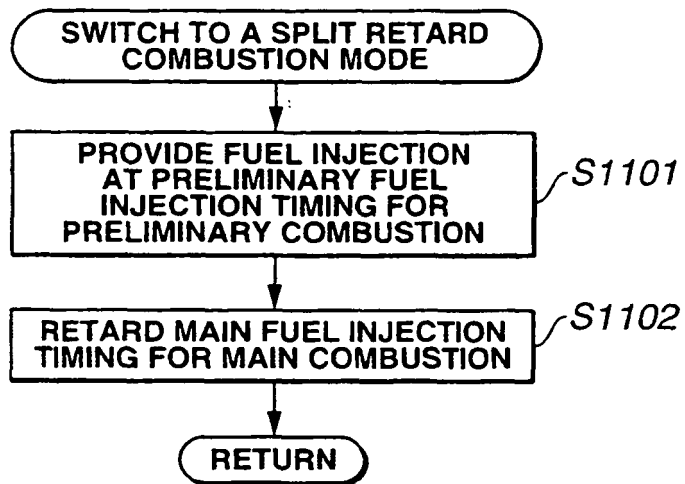 SWITCH TO A SPLIT RETARD
COMBUSTION MODE
PROVIDE FUEL INJECTION
AT PRELIMINARY FUEL
INJECTION TIMING FOR
PRELIMINARY COMBUSTION
S1101
RETARD MAIN FUEL INJECTION
TIMING FOR MAIN COMBUSTION
S1102
RETURN